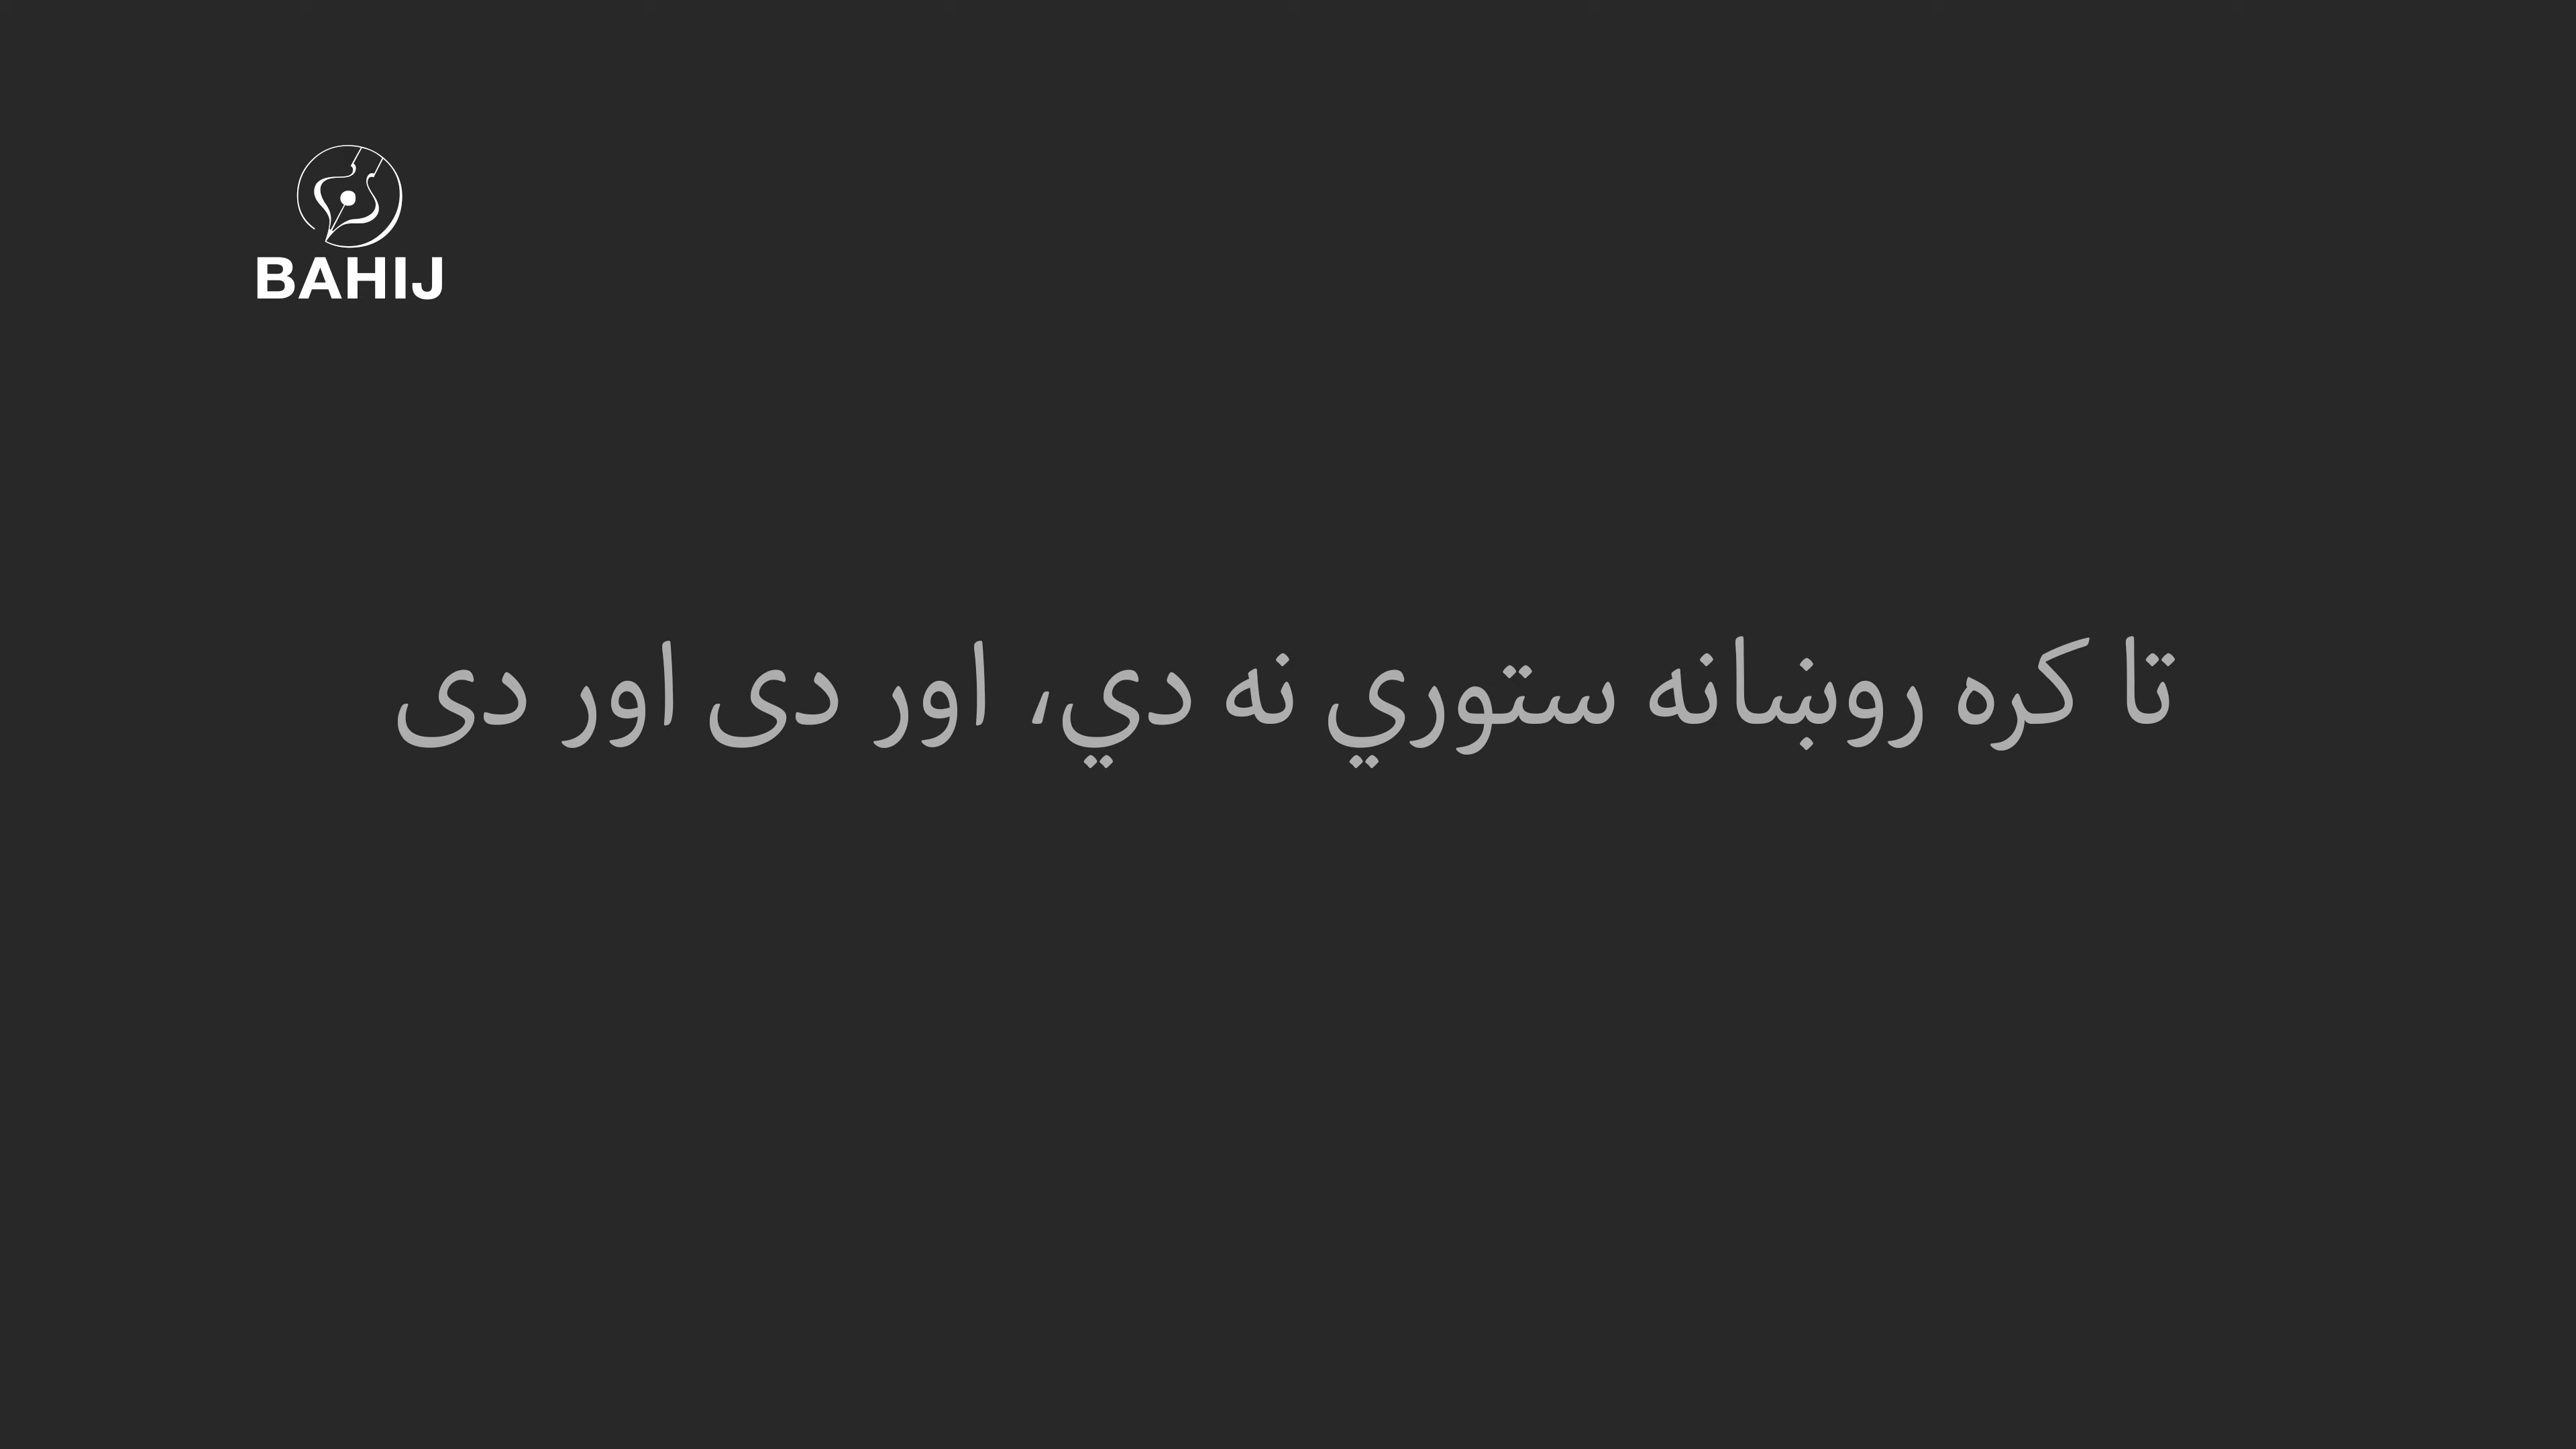 BAHIJ
تا کره روښانه ستوري نه دي، اور دی اور دی